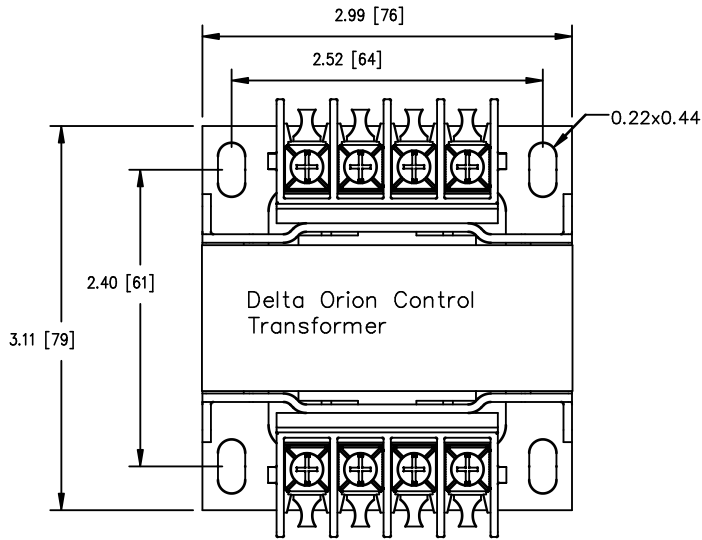 2.99 [76]
2.52 [64]
0.22x0.44
2.40 [61]
3.11 [79]
Delta Orion Control
Transformer